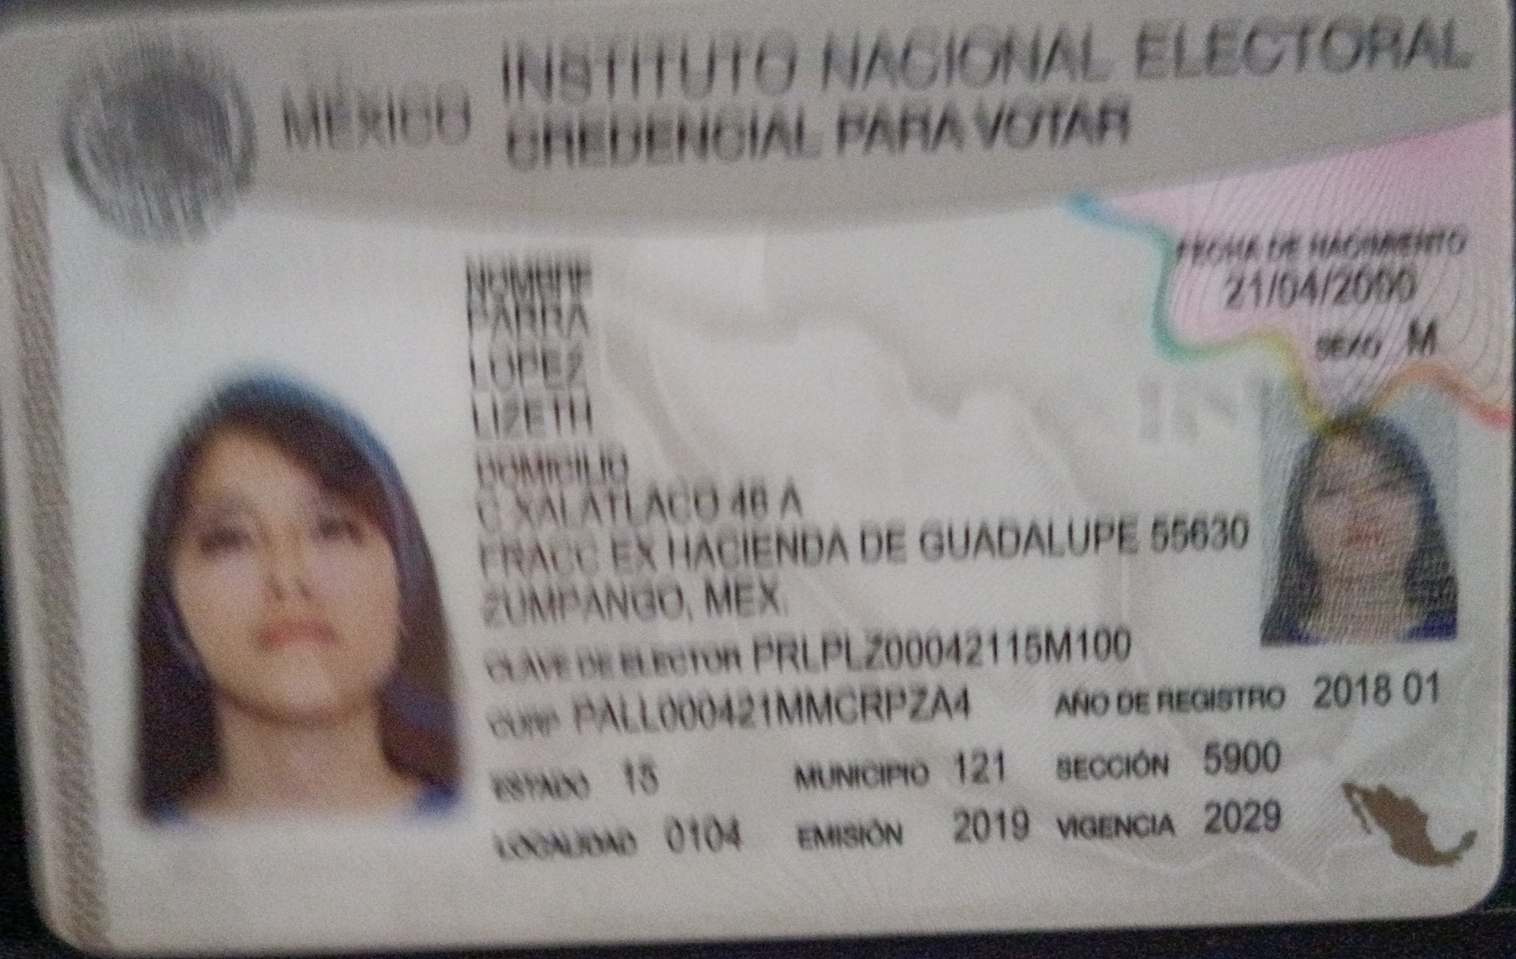 MÉXICO
INSTITUTO NACIONAL ELECTORAL
CREDENCIAL PARA VOTAR
FECHA DE NACIMIENTO
21/04/2000
SEXO M
NOMBRE
PARRA
LOPEZ
LIZETH
DOMICILIO
C XALATLACO 46 A
FRACC EX HACIENDA DE GUADALUPE 55630
ZUMPANGO, MEX.
CLAVE DE ELECTOR PRLPLZ00042115M100
CURP PALL000421MMCRPZA4 AÑO DE REGISTRO 2018 01
ESTADO 15 MUNICIPIO 121 SECCIÓN 5900
LOCALIDAD 0104 EMISIÓN 2019 VIGENCIA 2029